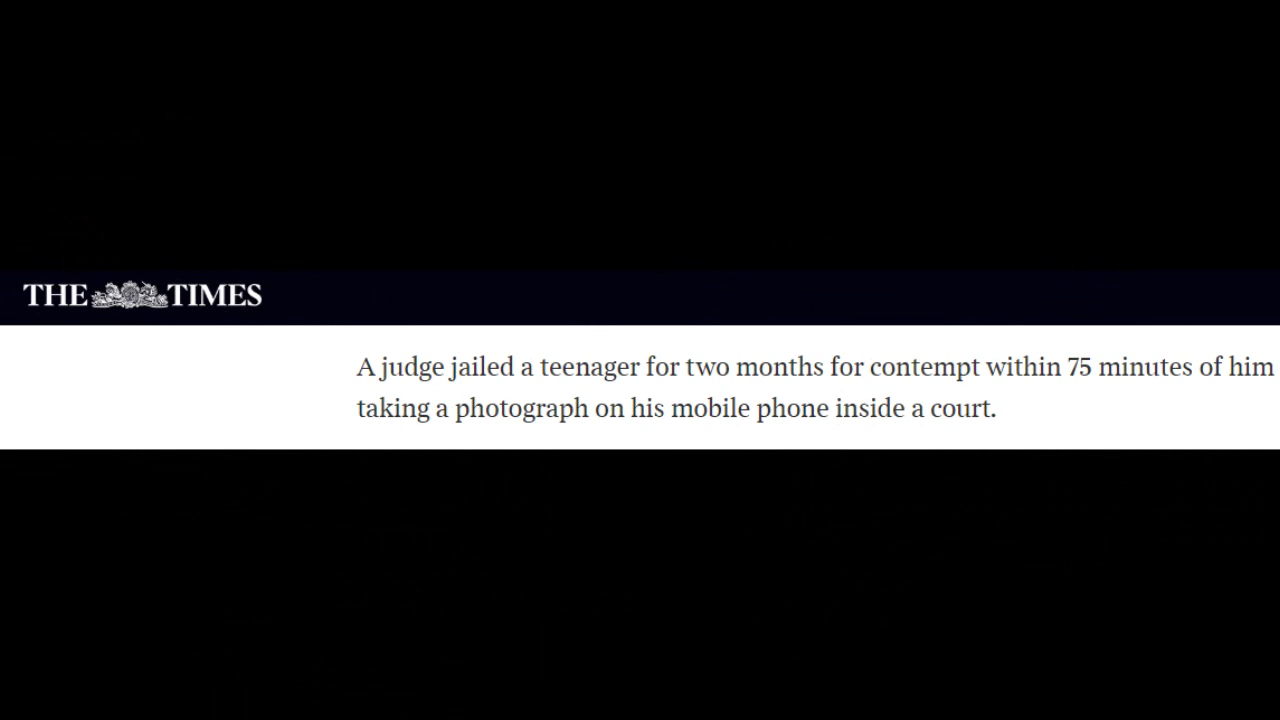 THE TIMES
A judge jailed a teenager for two months for contempt within 75 minutes of him
taking a photograph on his mobile phone inside a court.